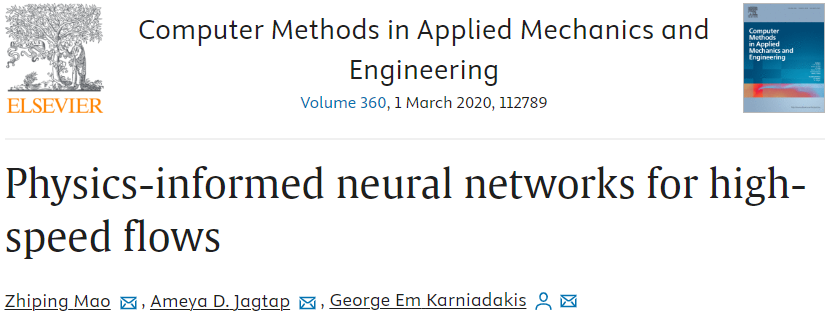 Computer Methods in Applied Mechanics and
Engineering
Volume 360, 1 March 2020, 112789
ELSEVIER
Computer
Methods in
Applied
Mechanics and
Engineering
Physics-informed neural networks for high-
speed flows
Zhiping Mao, Ameya D. Jagtap, George Em Karniadakis